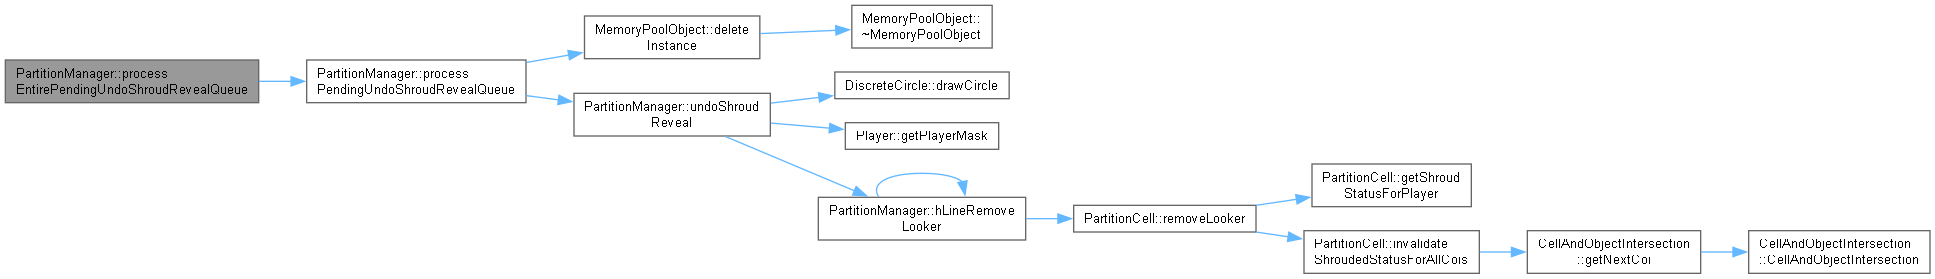 PartitionManager::process
EntirePendingUndoShroudRevealQueue
PartitionManager::process
PendingUndoShroudRevealQueue
MemoryPoolObject::delete
Instance
MemoryPoolObject::
~MemoryPoolObject
PartitionManager::undoShroud
Reveal
DiscreteCircle::drawCircle
Player::getPlayerMask
PartitionManager::hLineRemove
Looker
PartitionCell::removeLooker
PartitionCell::getShroud
StatusForPlayer
PartitionCell::invalidate
ShroudedStatusForAllCois
CellAndObjectIntersection
::getNextCoi
CellAndObjectIntersection
::CellAndObjectIntersection